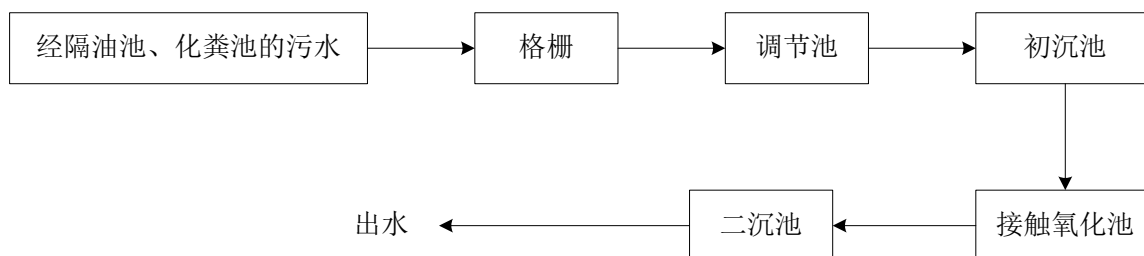 经隔油池、化粪池的污水
格栅
调节池
初沉池
接触氧化池
二沉池
出水